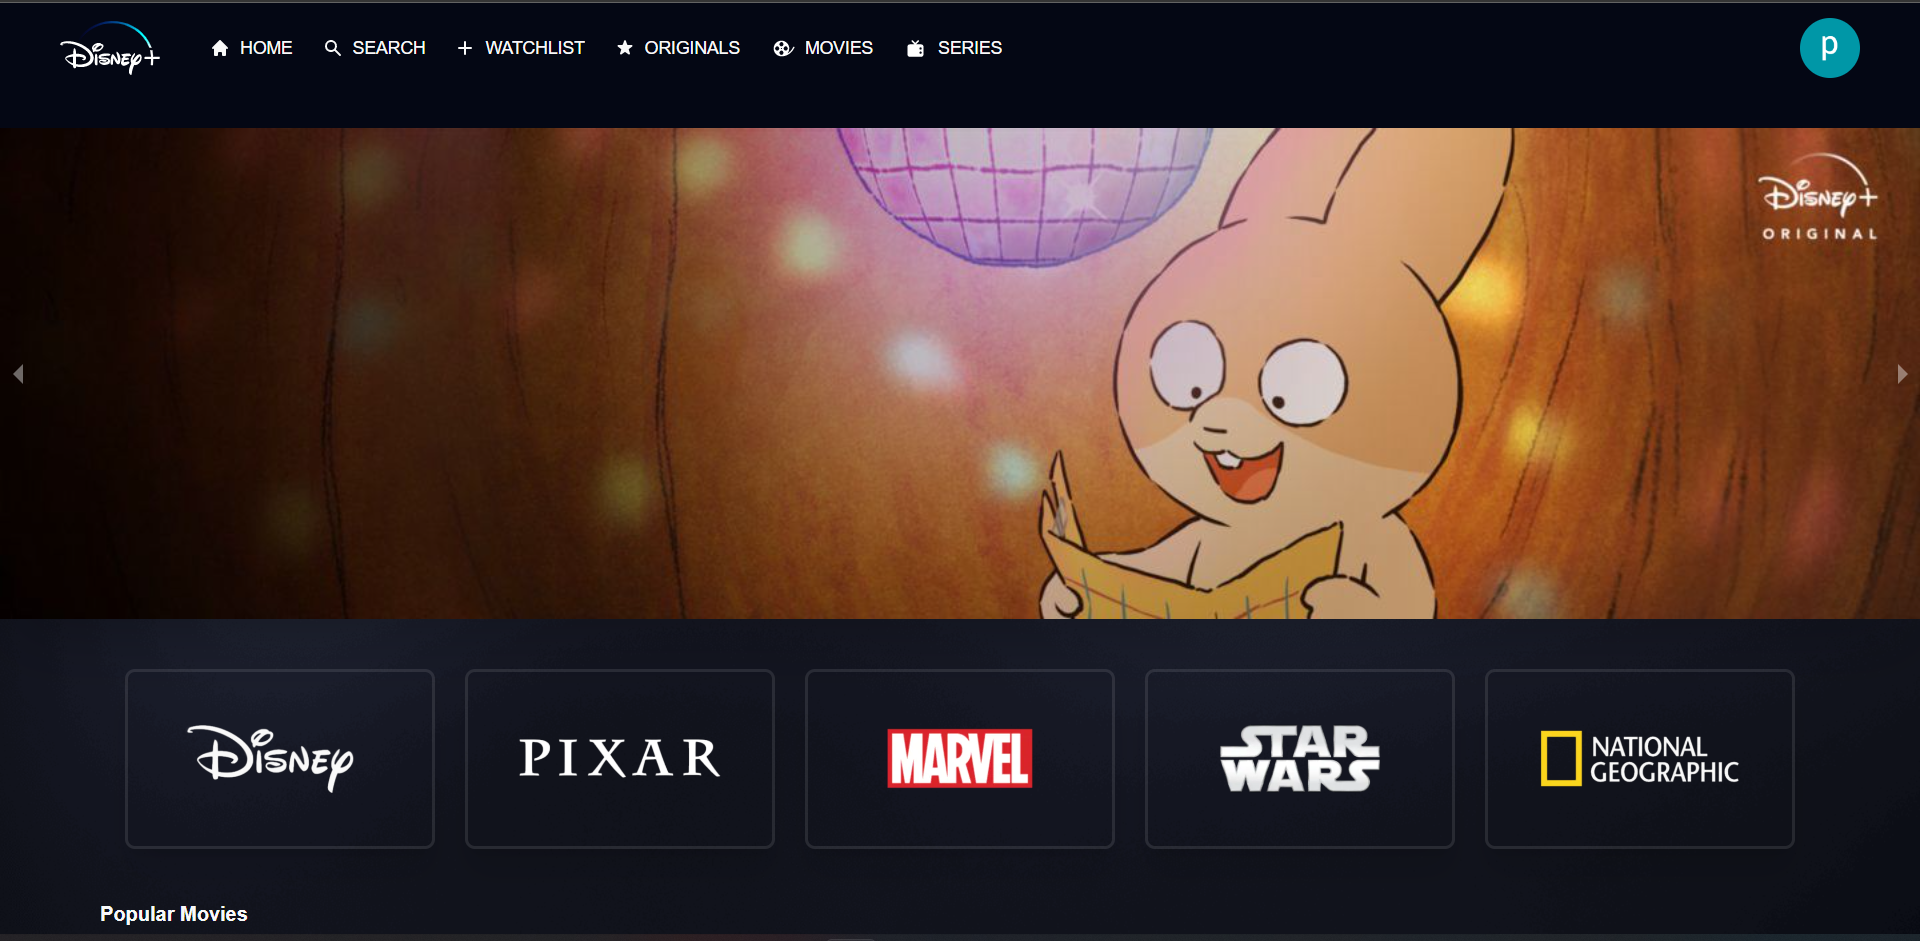 Disney+
HOME
SEARCH
WATCHLIST
ORIGINALS
MOVIES
SERIES
p
Disney+
ORIGINAL
Disney
PIXAR
MARVEL
STAR
WARS
NATIONAL
GEOGRAPHIC
Popular Movies